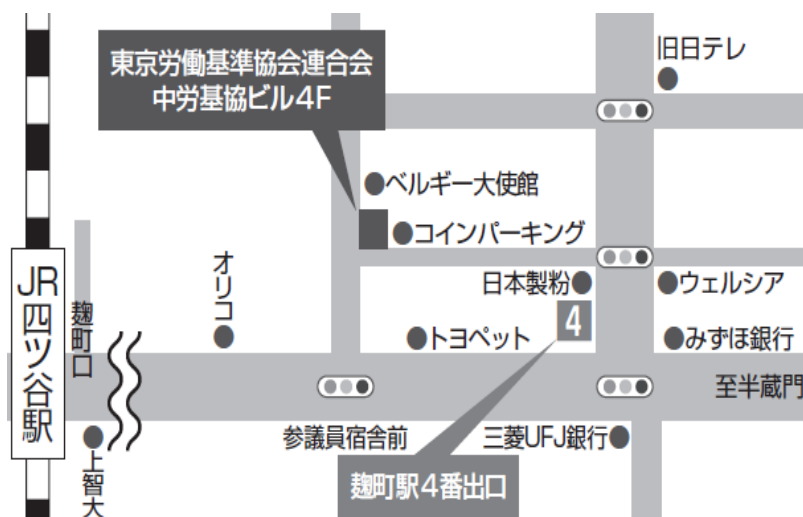 東京労働基準協会連合会
中労基協ビル4F
旧日テレ
ベルギー大使館
コインパーキング
JR四ツ谷駅
麹町口
オリコ
日本製粉
ウェルシア
4
トヨペット
みずほ銀行
至半蔵門
上智大
参議員宿舎前
三菱UFJ銀行
麹町駅4番出口